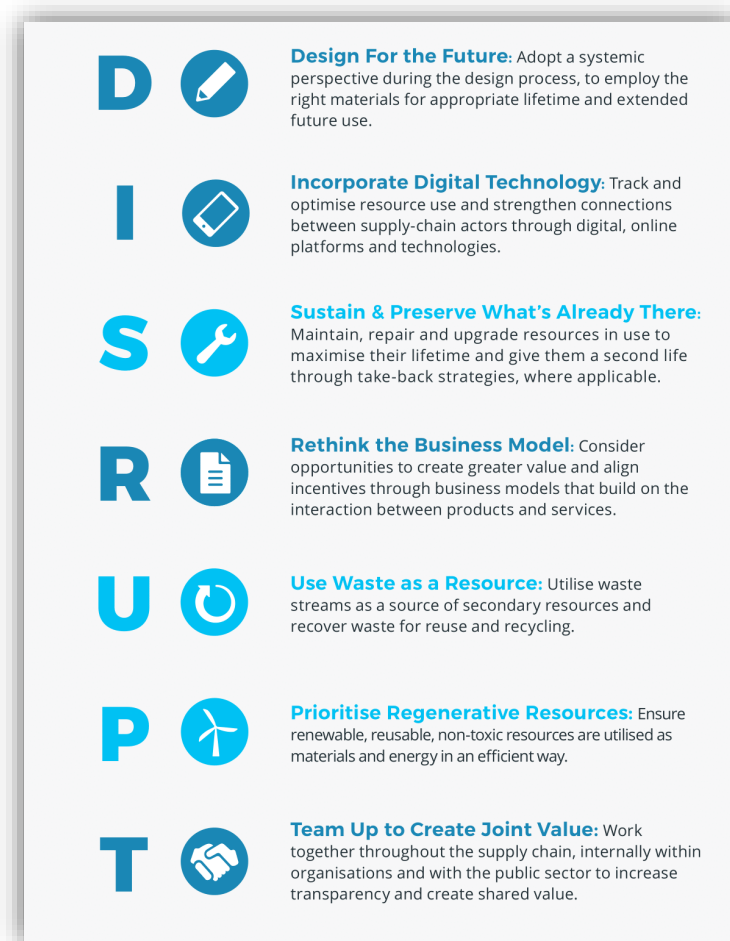 D
Design For the Future: Adopt a systemic
perspective during the design process, to employ the
right materials for appropriate lifetime and extended
future use.
I
Incorporate Digital Technology: Track and
optimise resource use and strengthen connections
between supply-chain actors through digital, online
platforms and technologies.
S
Sustain & Preserve What's Already There:
Maintain, repair and upgrade resources in use to
maximise their lifetime and give them a second life
through take-back strategies, where applicable.
R
Rethink the Business Model: Consider
opportunities to create greater value and align
incentives through business models that build on the
interaction between products and services.
U
Use Waste as a Resource: Utilise waste
streams as a source of secondary resources and
recover waste for reuse and recycling.
P
Prioritise Regenerative Resources: Ensure
renewable, reusable, non-toxic resources are utilised as
materials and energy in an efficient way.
T
Team Up to Create Joint Value: Work
together throughout the supply chain, internally within
organisations and with the public sector to increase
transparency and create shared value.